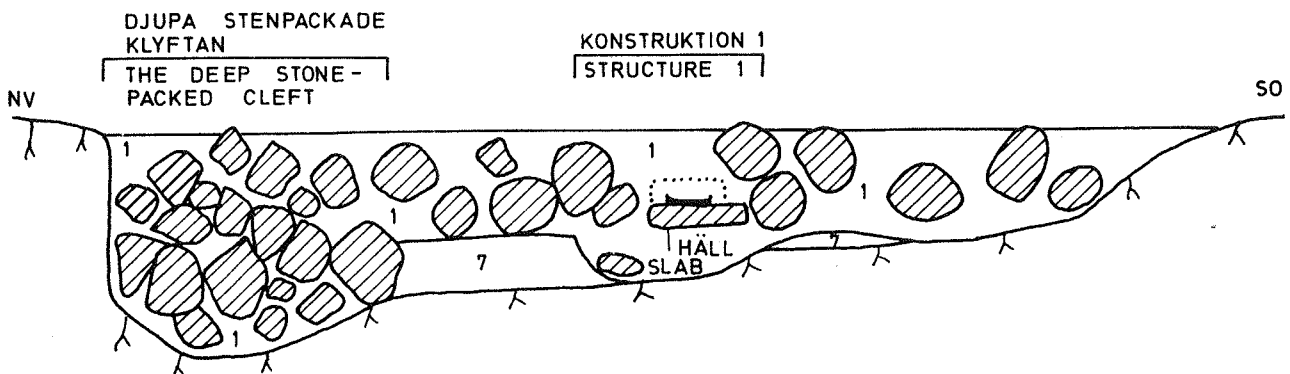 DJUPA STENPACKADE
KLYFTAN
THE DEEP STONE-
PACKED CLEFT
KONSTRUKTION 1
STRUCTURE 1
NV
SO
1
1
1
1
7
7
HÄLL
SLAB
1